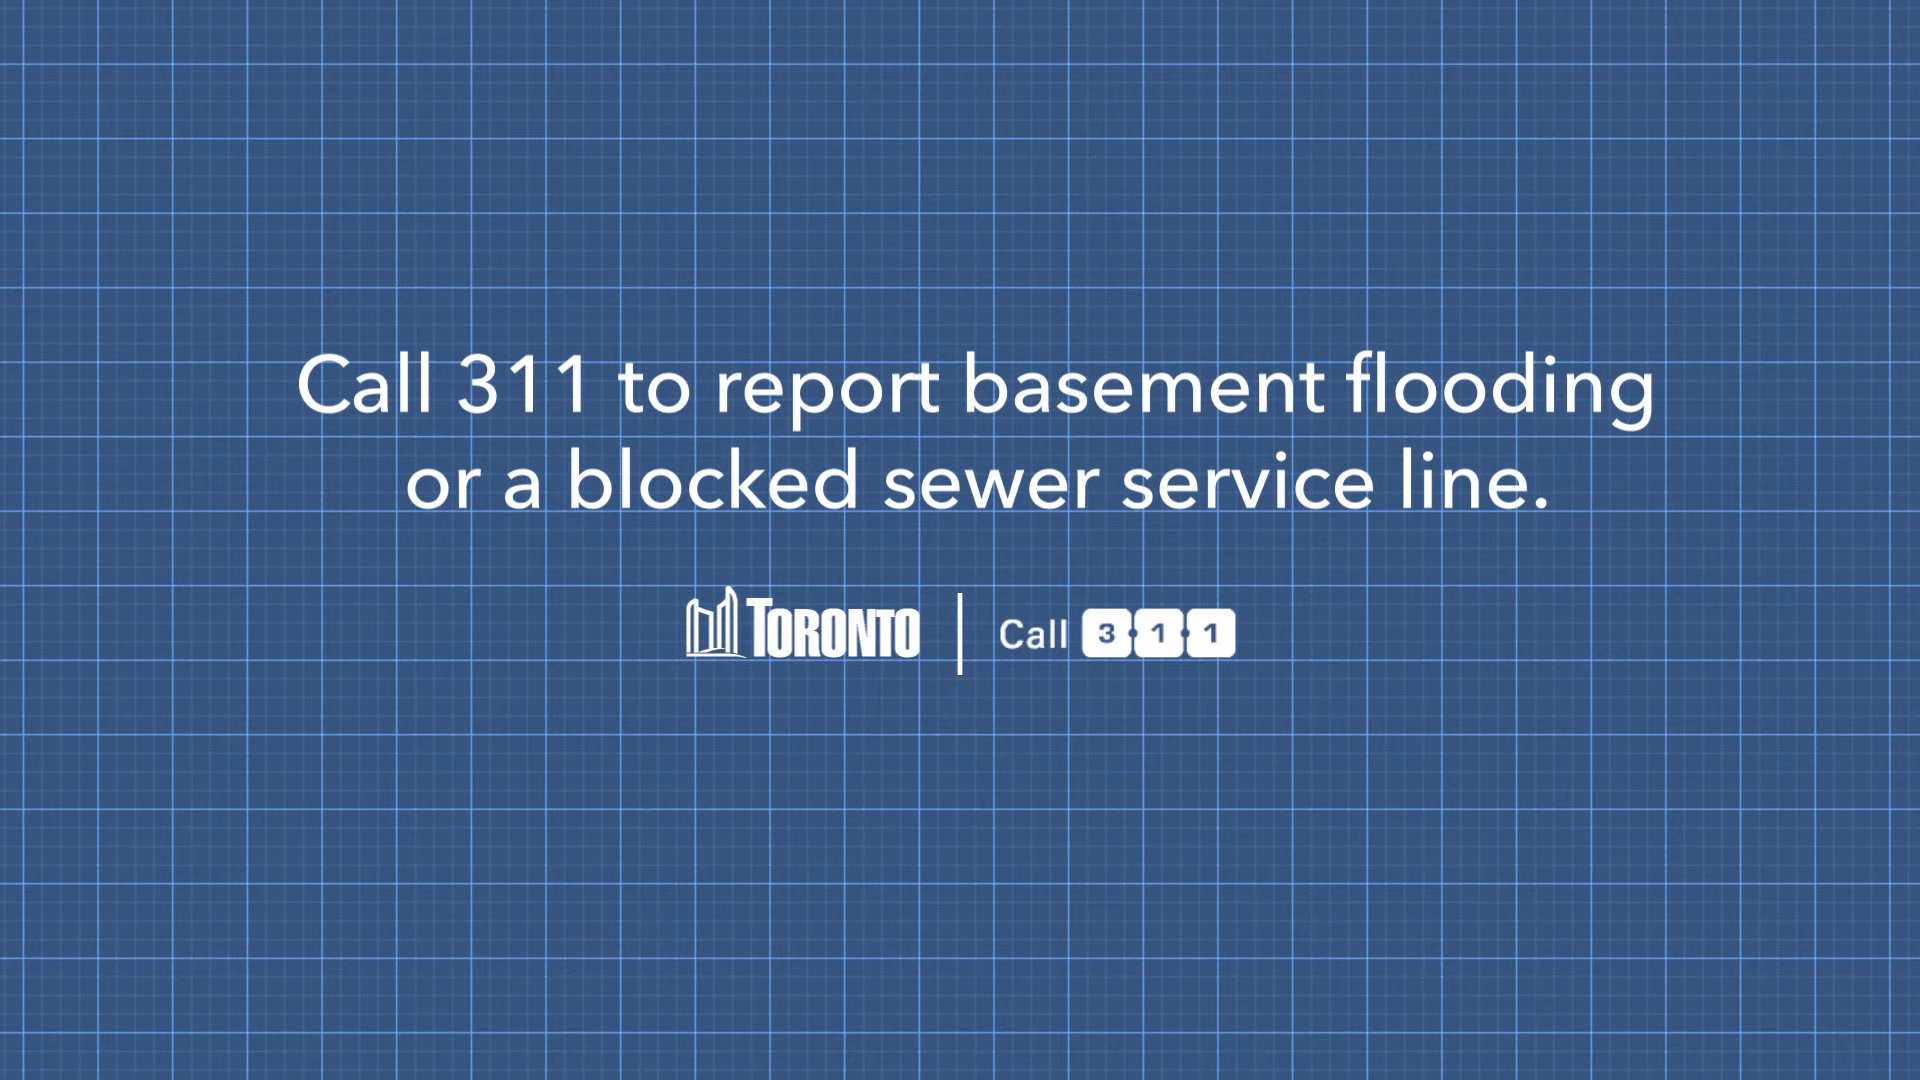 Call 311 to report basement flooding
or a blocked sewer service line.
TORONTO Call 3 1 1